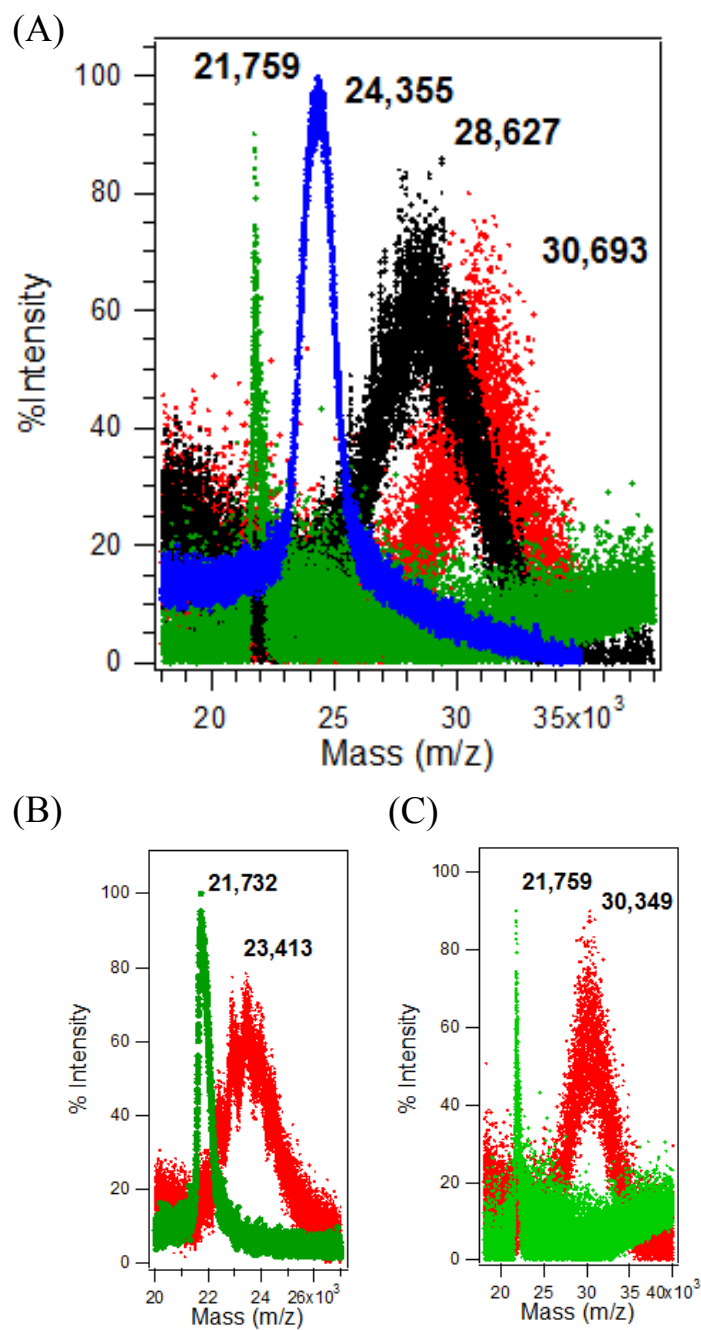 (A)
21,759
24,355
28,627
30,693
100
80
60
40
20
0
%Intensity
20 25 30 35x10³
Mass (m/z)
(B)
21,732
23,413
100
80
60
40
20
0
% Intensity
20 22 24 26x10³
Mass (m/z)
(C)
21,759
30,349
100
80
60
40
20
0
% Intensity
20 25 30 35 40x10³
Mass (m/z)